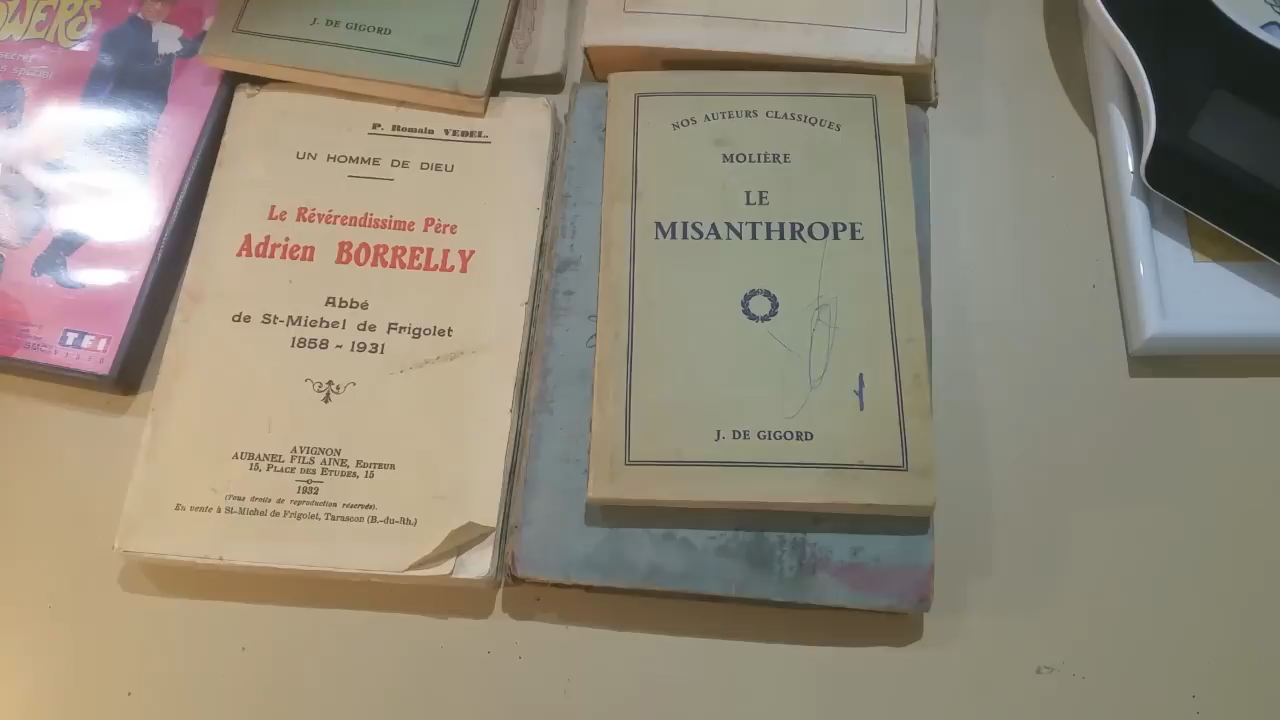 OWERS
J. DE GIGORD
TF1
VIDEO
P. Romain VEDEL.
UN HOMME DE DIEU
Le Révérendissime Père
Adrien BORRELLY
Abbé
de St-Michel de Frigolet
1858 - 1931
AVIGNON
AUBANEL FILS AINE, EDITEUR
15, PLACE DES ETUDES, 15
1932
(Tous droits de reproduction réservés).
En vente à St-Michel de Frigolet, Tarascon (B.-du-Rh.)
NOS AUTEURS CLASSIQUES
MOLIÈRE
LE
MISANTHROPE
J. DE GIGORD